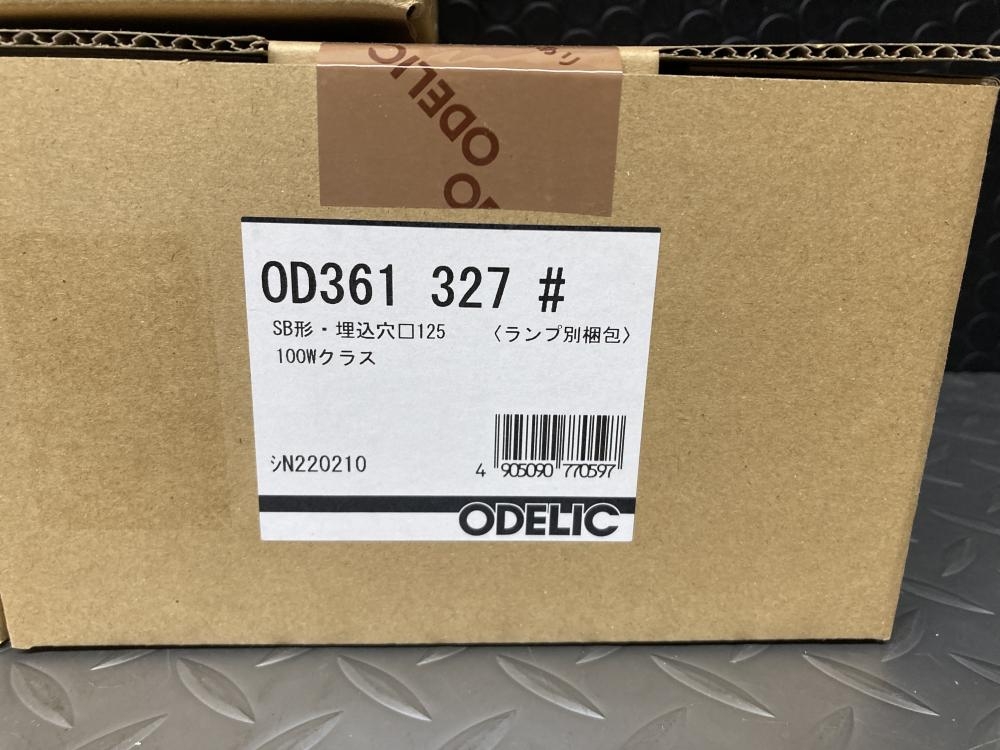 ODELIC
OD361 327 #
SB形・埋込穴□125 〈ランプ別梱包〉
100Wクラス
ｼN220210
4 905090 770597
ODELIC